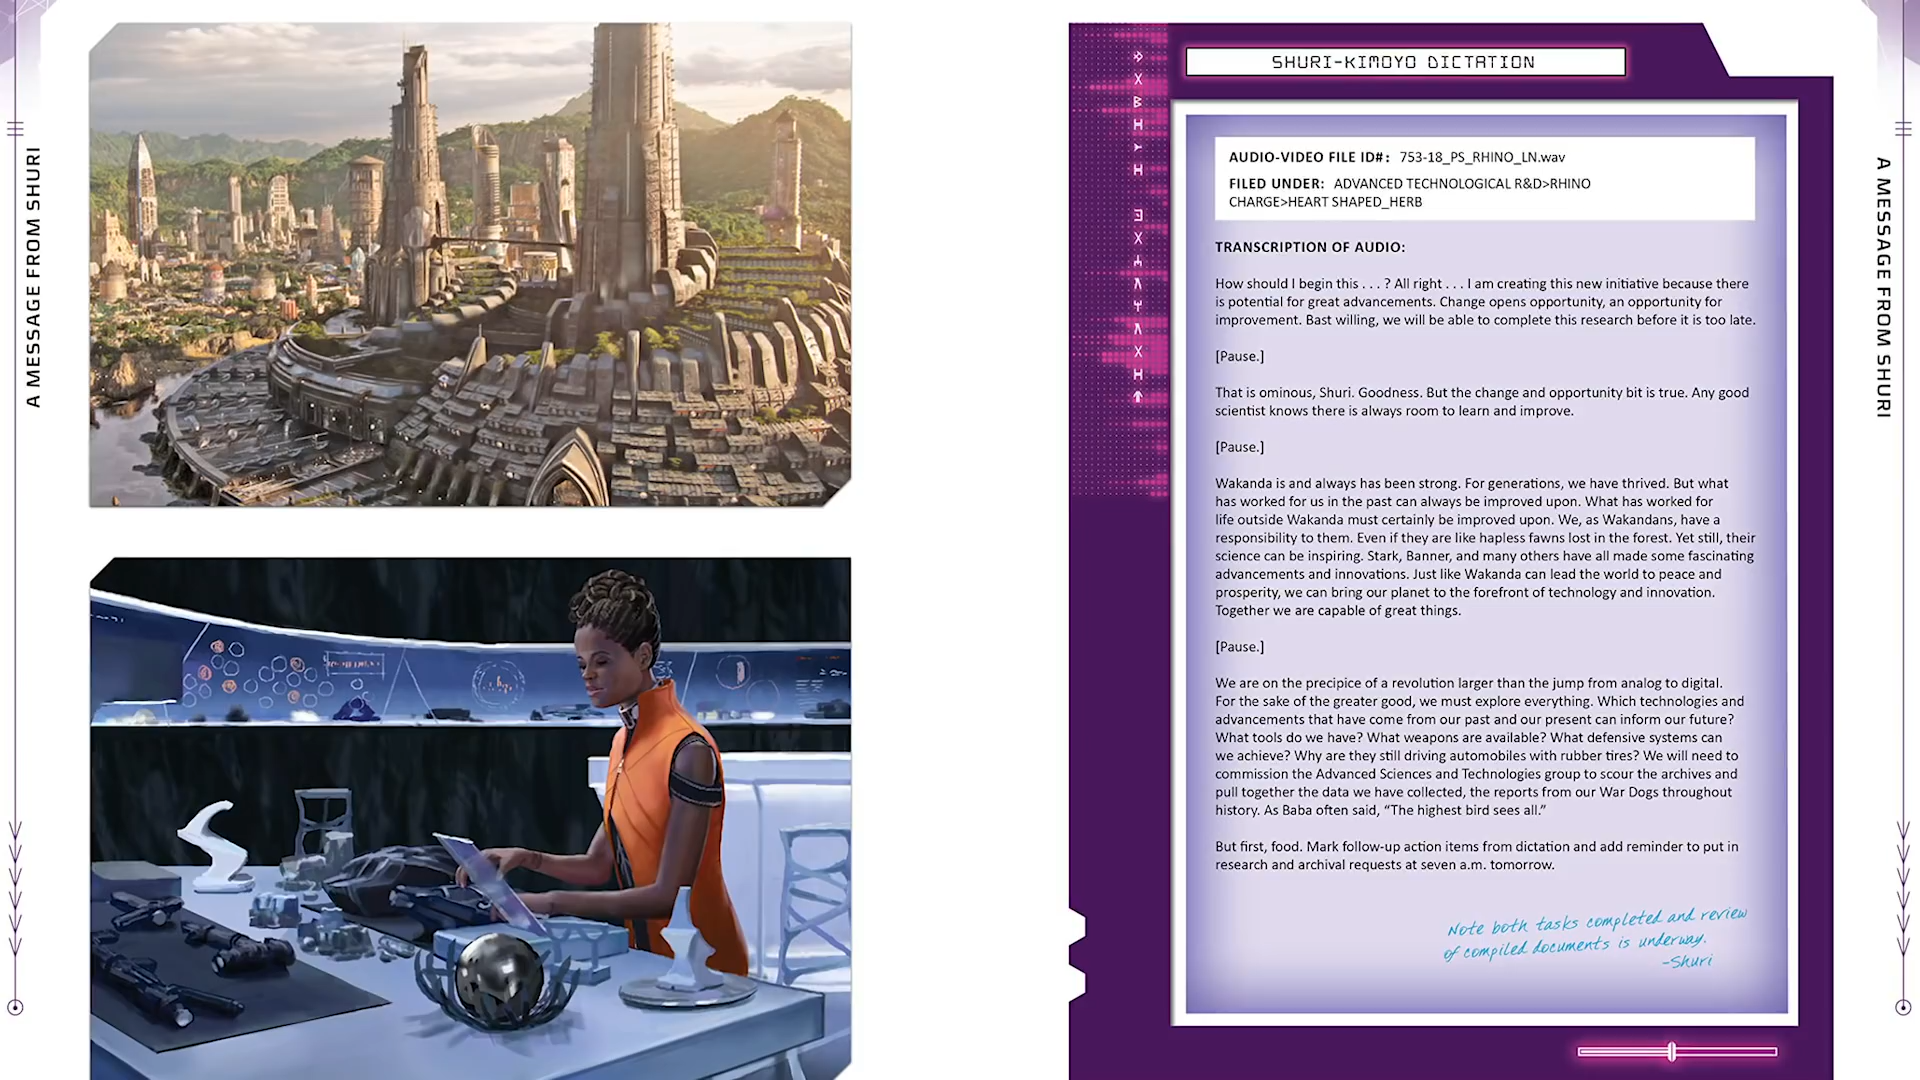 A MESSAGE FROM SHURI
SHURI-KIMOYO DICTATION
AUDIO-VIDEO FILE ID#: 753-18_PS_RHINO_LN.wav
FILED UNDER: ADVANCED TECHNOLOGICAL R&D>RHINO
CHARGE>HEART SHAPED_HERB
TRANSCRIPTION OF AUDIO:
How should I begin this . . . ? All right . . . I am creating this new initiative because there
is potential for great advancements. Change opens opportunity, an opportunity for
improvement. Bast willing, we will be able to complete this research before it is too late.
[Pause.]
That is ominous, Shuri. Goodness. But the change and opportunity bit is true. Any good
scientist knows there is always room to learn and improve.
[Pause.]
Wakanda is and always has been strong. For generations, we have thrived. But what
has worked for us in the past can always be improved upon. What has worked for
life outside Wakanda must certainly be improved upon. We, as Wakandans, have a
responsibility to them. Even if they are like hapless fawns lost in the forest. Yet still, their
science can be inspiring. Stark, Banner, and many others have all made some fascinating
advancements and innovations. Just like Wakanda can lead the world to peace and
prosperity, we can bring our planet to the forefront of technology and innovation.
Together we are capable of great things.
[Pause.]
We are on the precipice of a revolution larger than the jump from analog to digital.
For the sake of the greater good, we must explore everything. Which technologies and
advancements that have come from our past and our present can inform our future?
What tools do we have? What weapons are available? What defensive systems can
we achieve? Why are they still driving automobiles with rubber tires? We will need to
commission the Advanced Sciences and Technologies group to scour the archives and
pull together the data we have collected, the reports from our War Dogs throughout
history. As Baba often said, “The highest bird sees all.”
But first, food. Mark follow-up action items from dictation and add reminder to put in
research and archival requests at seven a.m. tomorrow.
Note both tasks completed and review
of compiled documents is underway.
-Shuri
A MESSAGE FROM SHURI